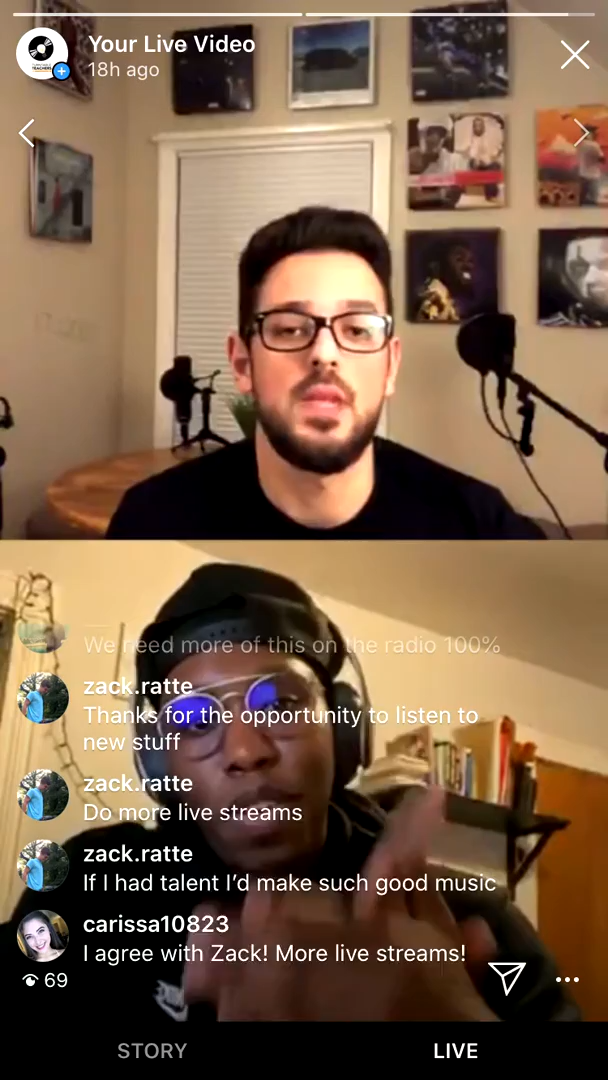 Your Live Video
18h ago
We need more of this on the radio 100%
zack.ratte
Thanks for the opportunity to listen to
new stuff
zack.ratte
Do more live streams
zack.ratte
If I had talent I'd make such good music
carissa10823
I agree with Zack! More live streams!
69
STORY
LIVE